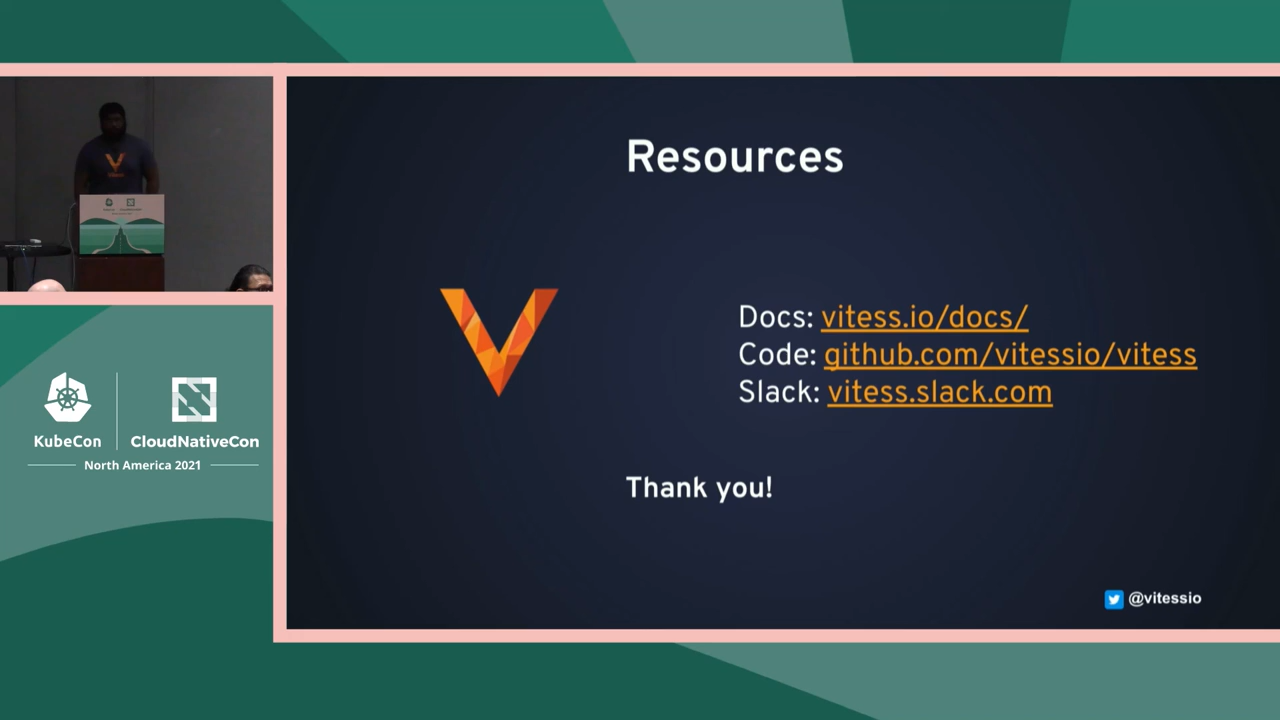 Resources
Docs: vitess.io/docs/
Code: github.com/vitessio/vitess
Slack: vitess.slack.com
Thank you!
@vitessio
KubeCon
CloudNativeCon
North America 2021